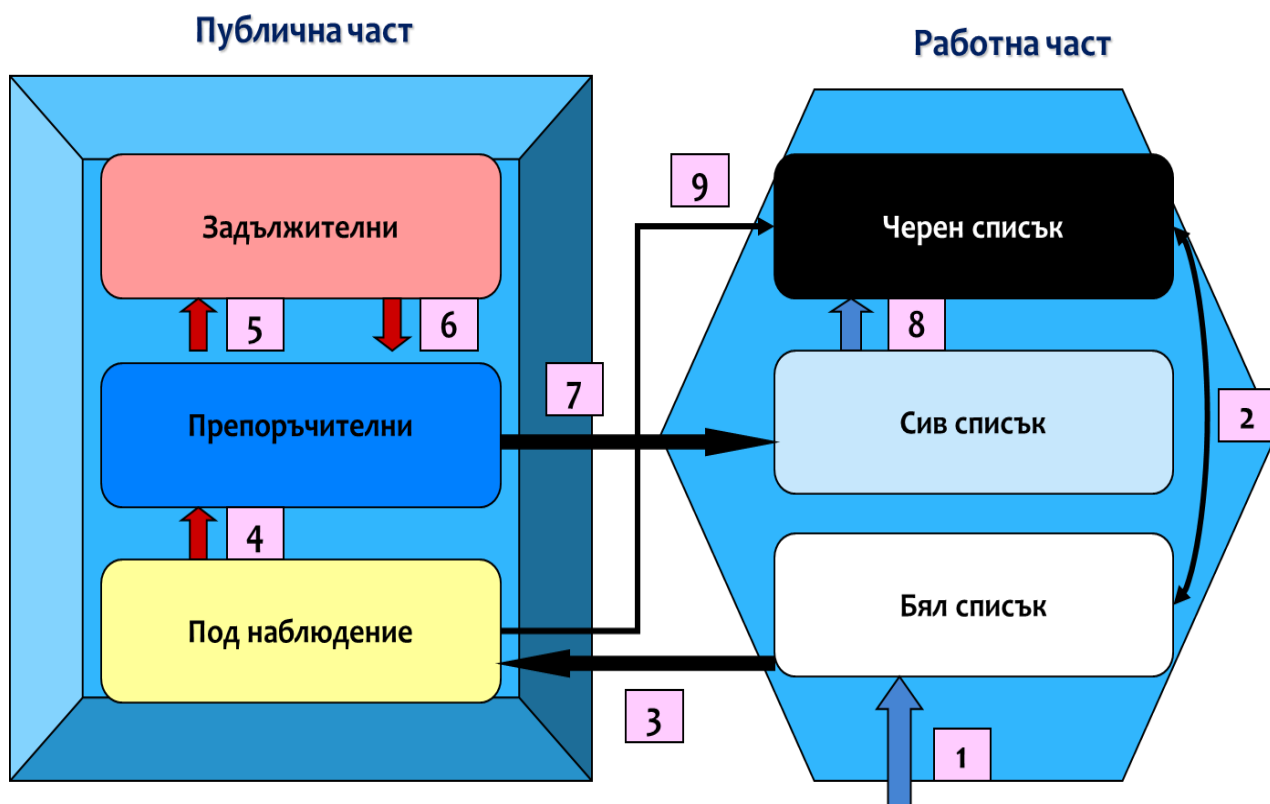 Публична част
Работна част
Задължителни
9
Черен списък
5
6
8
Препоръчителни
7
Сив списък
2
4
Под наблюдение
Бял списък
3
1